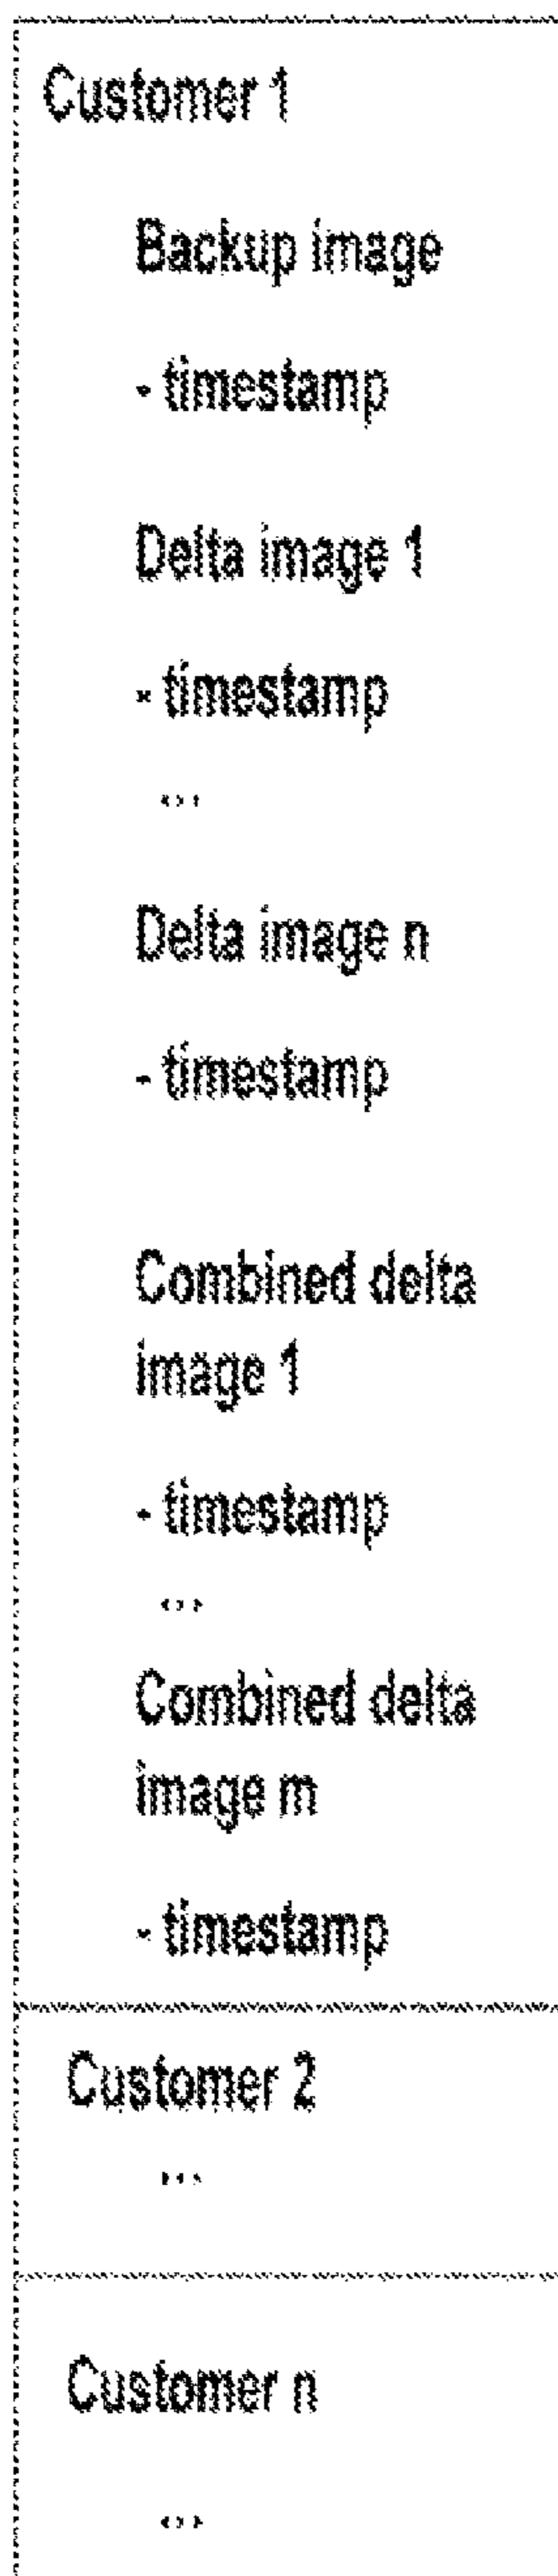 Customer 1
Backup image
- timestamp
Delta image 1
- timestamp
...
Delta image n
- timestamp
Combined delta
image 1
- timestamp
...
Combined delta
image m
- timestamp
Customer 2
...
Customer n
...